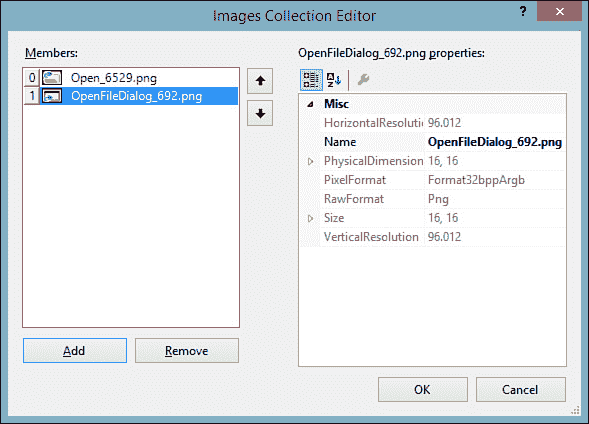 Images Collection Editor
?
Members:
0 Open_6529.png
1 OpenFileDialog_692.png
Add
Remove
OpenFileDialog_692.png properties:
Misc
HorizontalResolutio 96.012
Name OpenFileDialog_692.png
PhysicalDimension 16, 16
PixelFormat Format32bppArgb
RawFormat Png
Size 16, 16
VerticalResolution 96.012
OK
Cancel